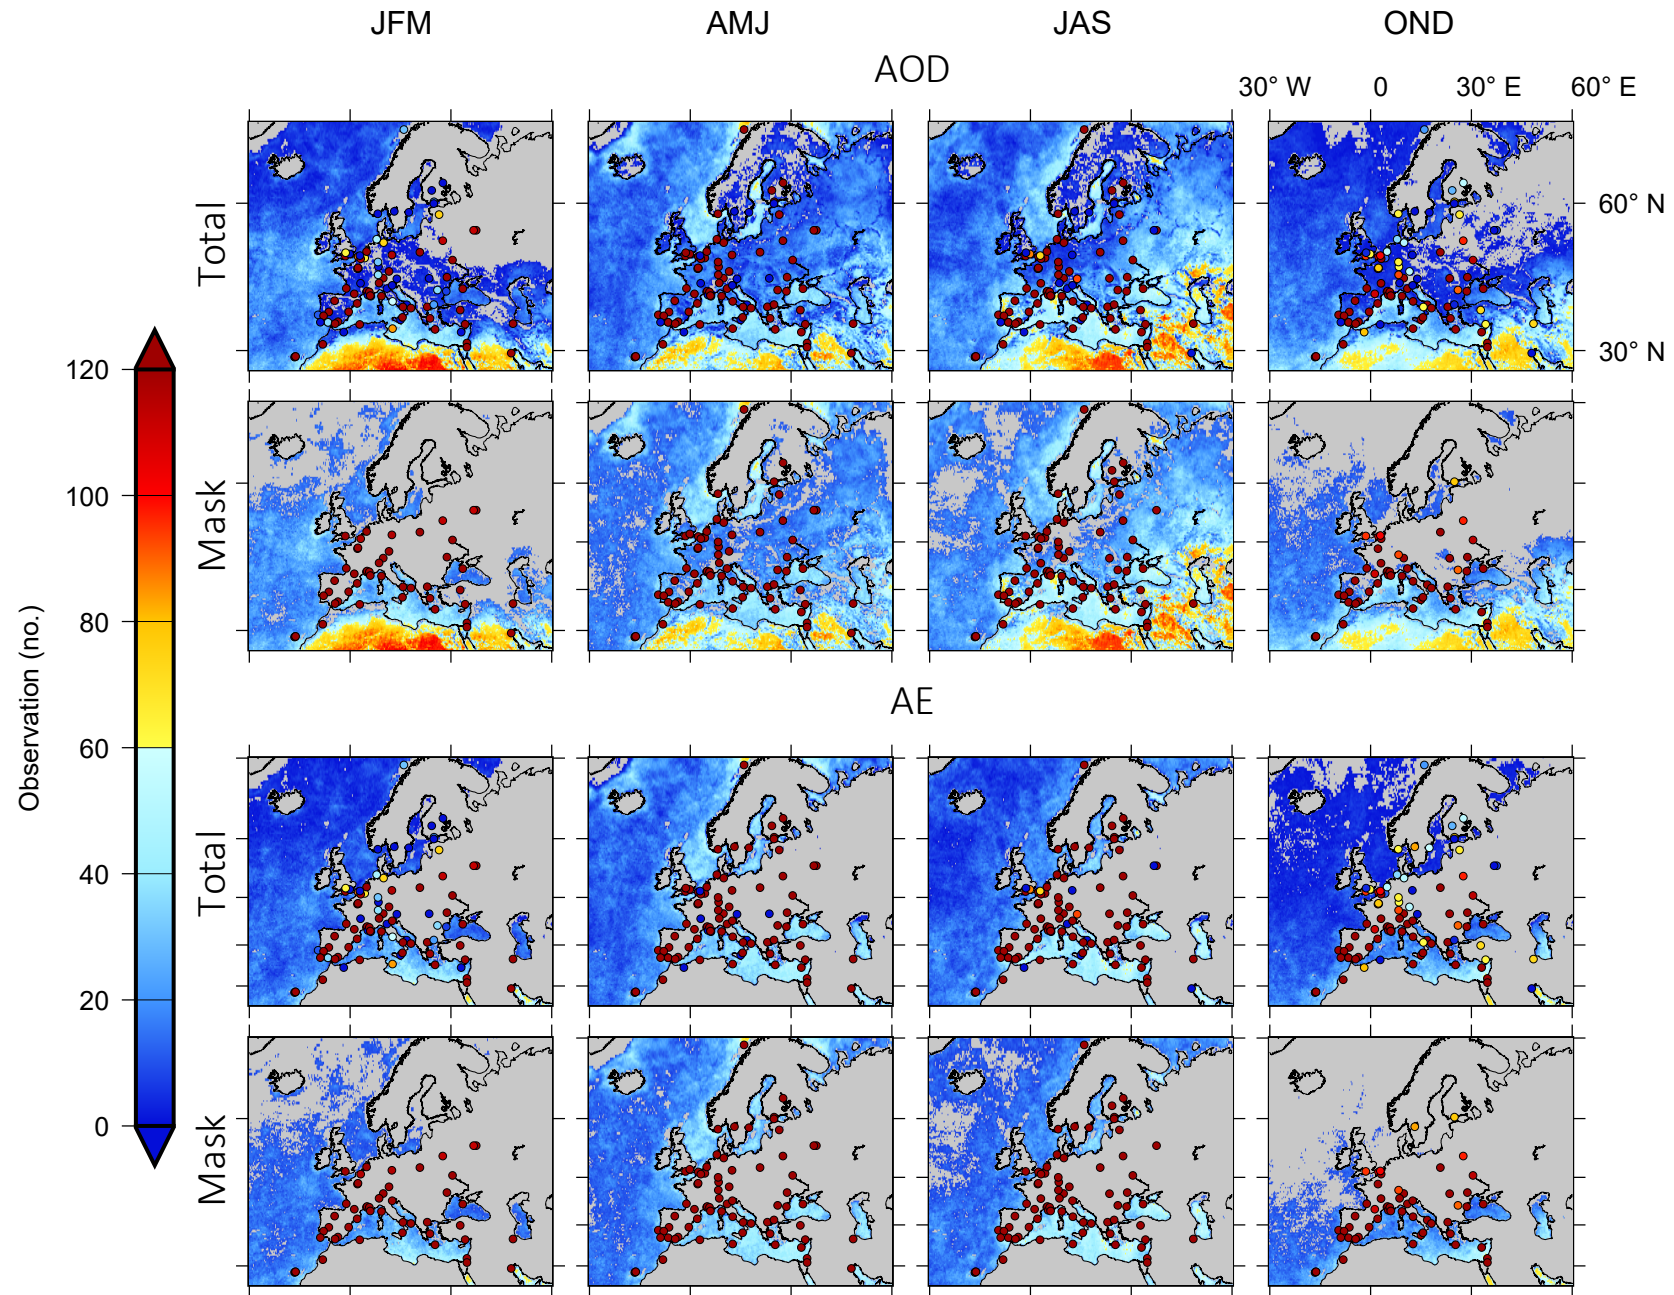 JFM AMJ JAS OND
AOD
30° W 0 30° E 60° E
Total
60° N
30° N
Mask
AE
Total
Mask
Observation (no.)
120
100
80
60
40
20
0